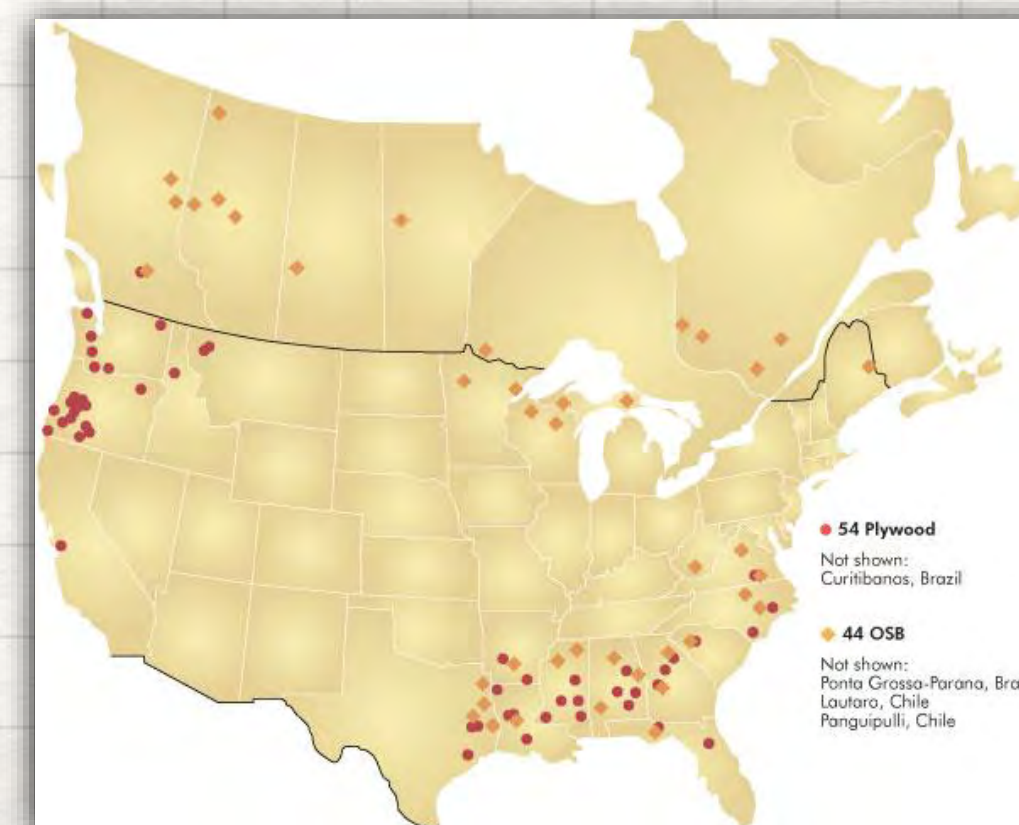 54 Plywood
Not shown:
Curitibanos, Brazil
44 OSB
Not shown:
Ponta Grossa-Parana, Bra
Lautaro, Chile
Panguipulli, Chile